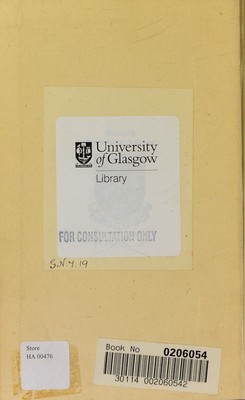 University
of Glasgow
Library
FOR CONSULTATION ONLY
S.N.4.19
Store
HA 00476
Book No 0206054
30114 002060542